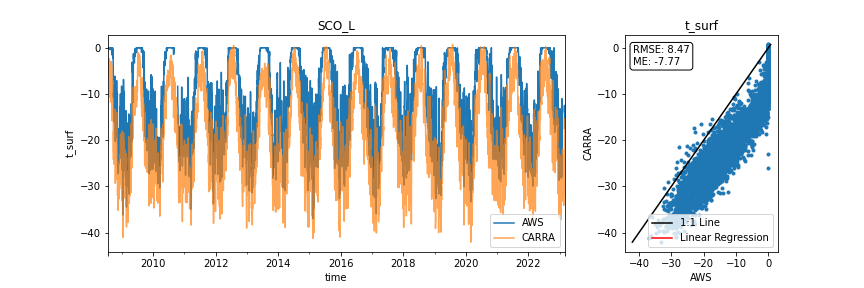 SCO_L
t_surf
0
−10
−20
−30
−40
2010
2012
2014
2016
2018
2020
2022
time
AWS
CARRA
t_surf
RMSE: 8.47
ME: -7.77
CARRA
0
−10
−20
−30
−40
−40
−30
−20
−10
0
AWS
1:1 Line
Linear Regression